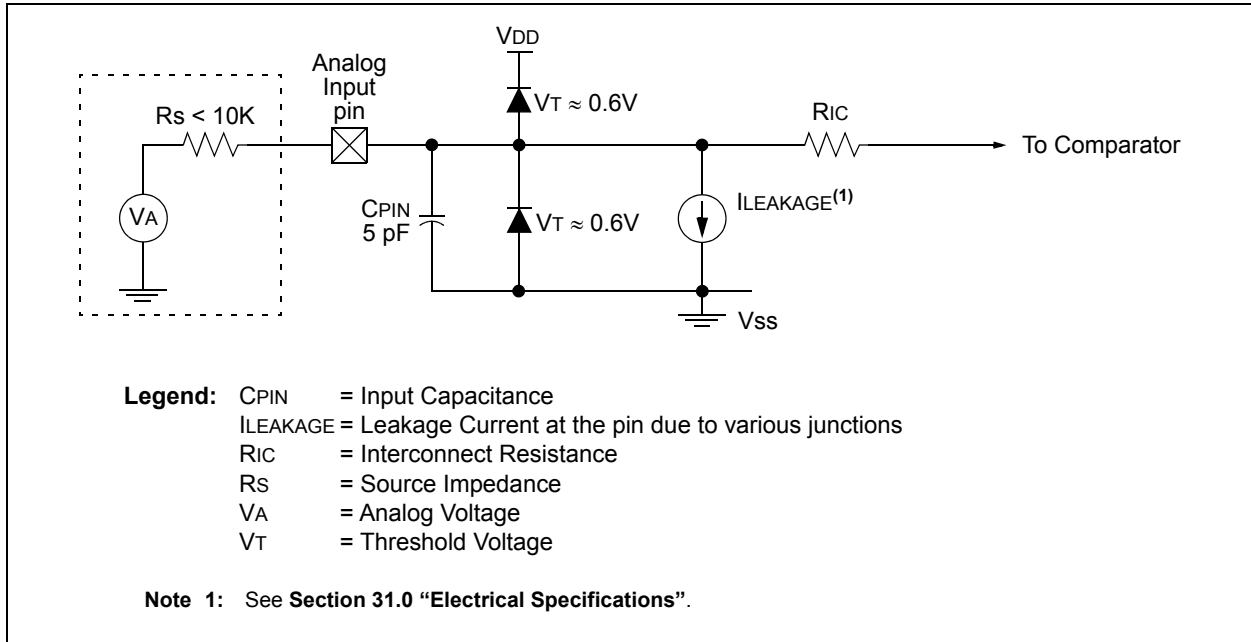 VDD
Analog
Input
pin
Rs < 10K
VT ≈ 0.6V
RIC
To Comparator
VA
CPIN
5 pF
VT ≈ 0.6V
ILEAKAGE(1)
Vss
Legend: CPIN = Input Capacitance
ILEAKAGE = Leakage Current at the pin due to various junctions
RIC = Interconnect Resistance
RS = Source Impedance
VA = Analog Voltage
VT = Threshold Voltage
Note 1: See Section 31.0 “Electrical Specifications”.